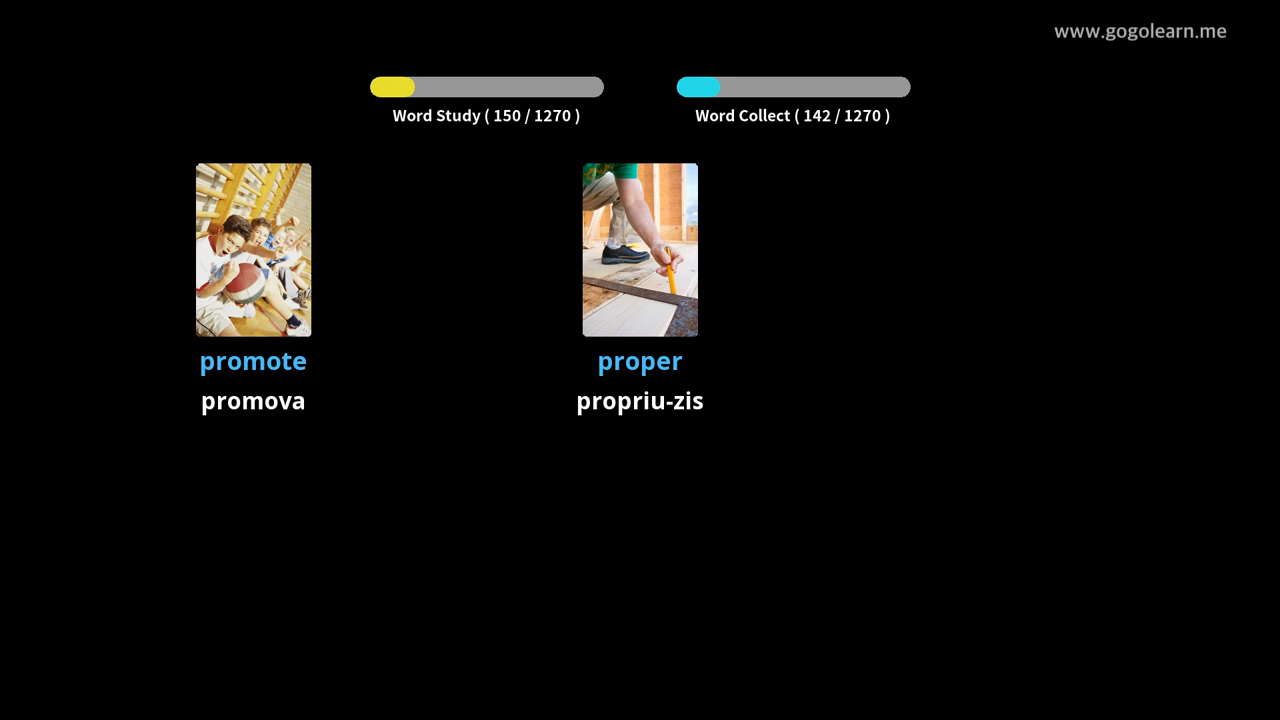 www.gogolearn.me
Word Study ( 150 / 1270 )
Word Collect ( 142 / 1270 )
promote
proper
promova
propriu-zis